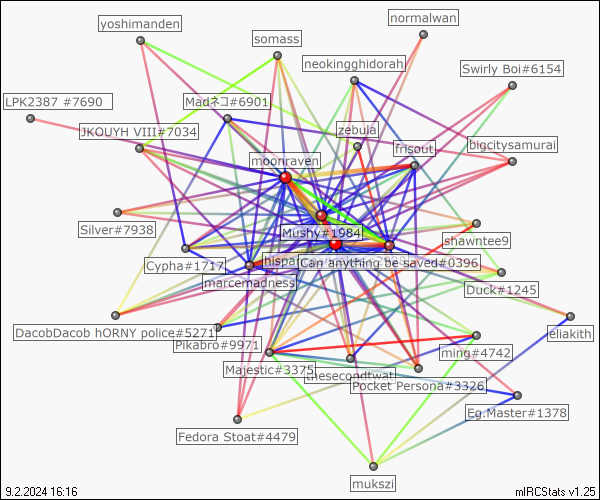 normalwan
yoshimanden
somass
neokingghidorah
Swirly Boi#6154
LPK2387 #7690
Madネコ#6901
JKOUYH VIII#7034
zebula
bigcitysamurai
frisout
moonraven
Silver#7938
Mushy#1984
shawntee9
Can anything be saved#0396
Cypha#1717
marcemadness
Duck#1245
DacobDacob hORNY police#5271
eliakith
Pikabro#9971
ming#4742
Majestic#3375
thesecondtwat
Pocket Persona#3326
Eg.Master#1378
Fedora Stoat#4479
mukszi
9.2.2024 16:16
mIRCStats v1.25